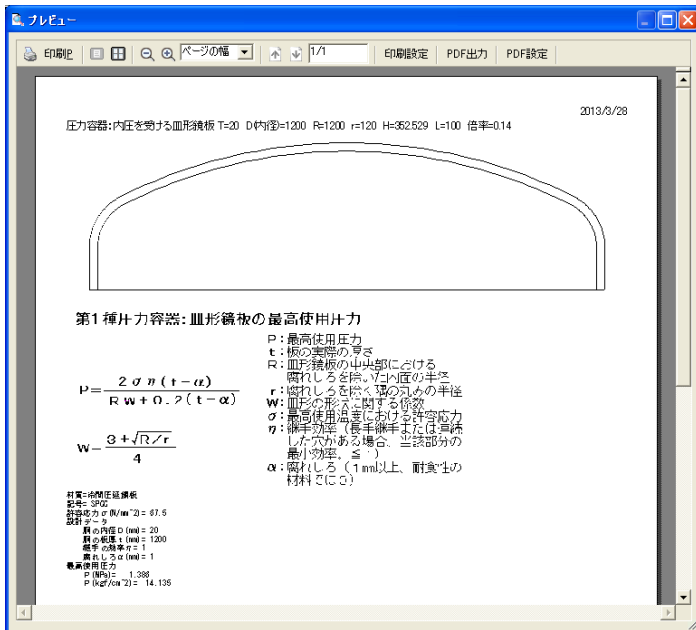 プレビュー
印刷P ページの幅 1/1 印刷設定 PDF出力 PDF設定
2013/3/28
圧力容器:内圧を受ける皿形鏡板 T=20 D(内径)=1200 R=1200 r=120 H=352.529 L=100 倍率=0.14
第1種圧力容器:皿形鏡板の最高使用圧力
P=2ση(t-α)/RW+0.2(t-α)
W=3+√R/r/4
P:最高使用圧力
t:板の実際の厚さ
R:皿形鏡板の中央部における
腐れしろを除いた内面の半径
r:腐れしろを除く隅の丸みの半径
W:皿形の形状に関する係数
σ:最高使用温度における許容応力
η:継手効率(長手継手または連続
した穴がある場合、当該部分の
最小効率、≦1)
α:腐れしろ(1mm以上、耐食性の
材料では0)
材質=冷間圧延鋼板
記号= SPCC
許容応力σ(N/mm^2)= 67.5
設計データ
胴の内径D(mm)= 20
胴の板厚t(mm)= 1200
継手の効率η= 1
腐れしろα(mm)= 1
最高使用圧力
P(MPa)= 1.386
P(kgf/cm^2)= 14.135